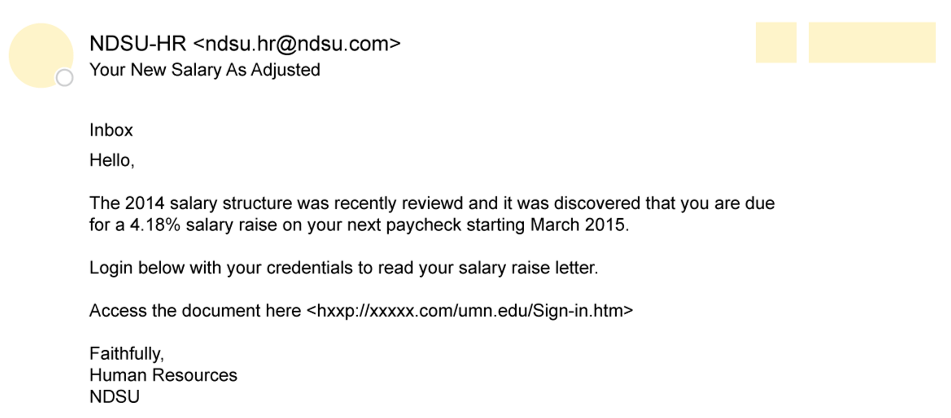 NDSU-HR <ndsu.hr@ndsu.com>
Your New Salary As Adjusted
Inbox
Hello,
The 2014 salary structure was recently reviewd and it was discovered that you are due
for a 4.18% salary raise on your next paycheck starting March 2015.
Login below with your credentials to read your salary raise letter.
Access the document here <hxxp://xxxxx.com/umn.edu/Sign-in.htm>
Faithfully,
Human Resources
NDSU